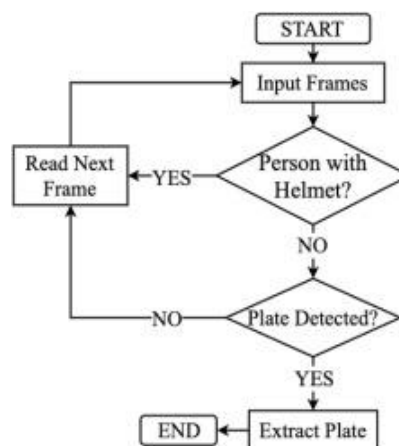 START
Input Frames
Read Next
Frame
YES
Person with
Helmet?
NO
NO
Plate Detected?
YES
END
Extract Plate